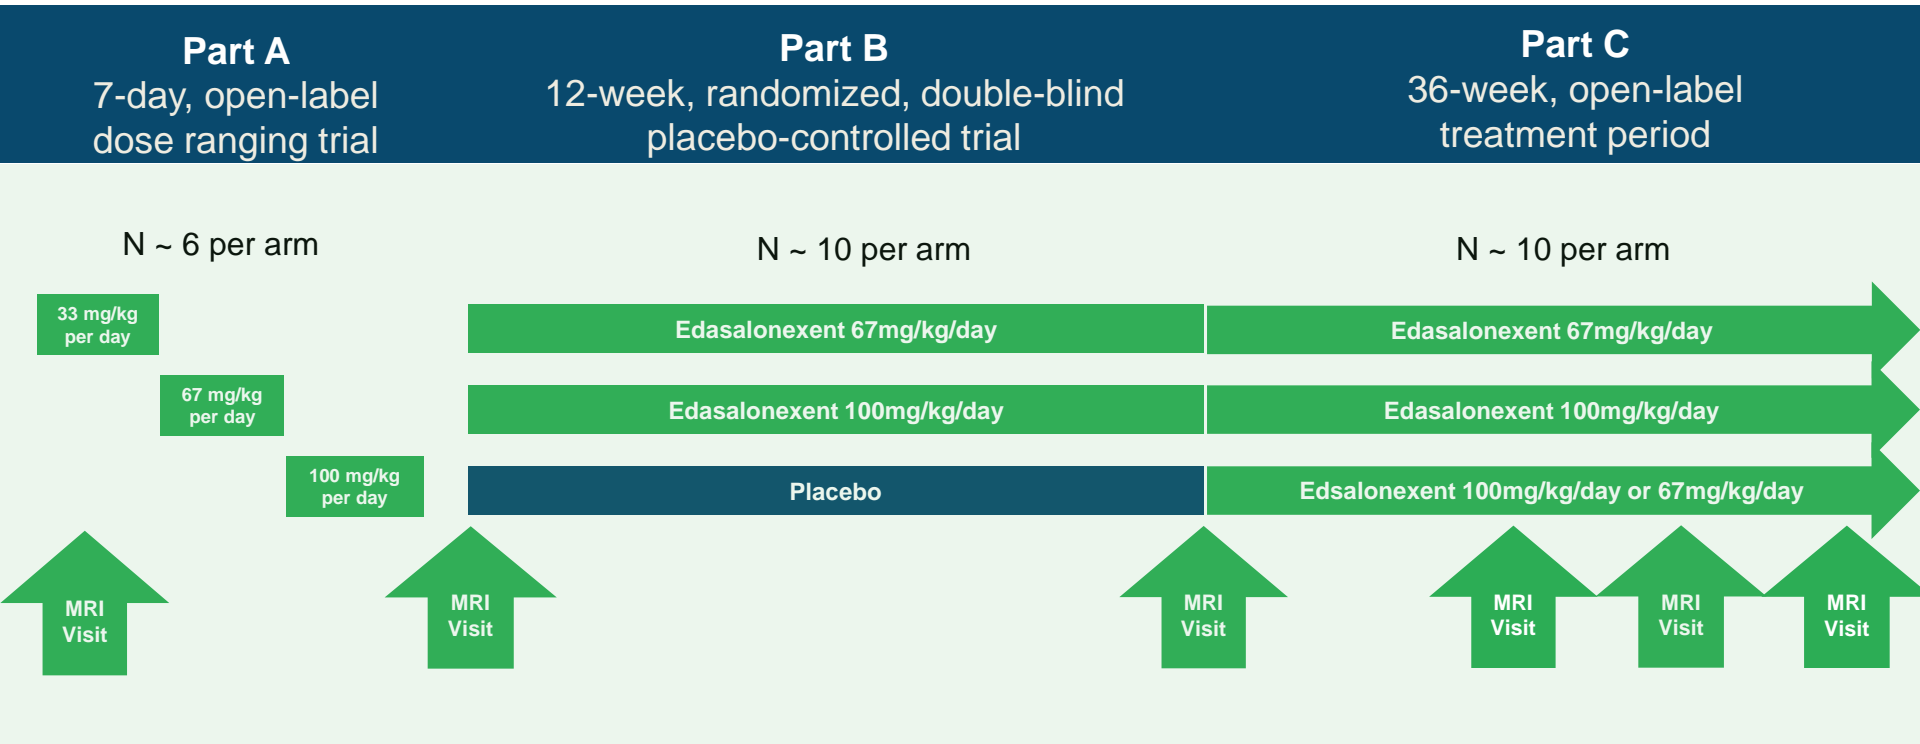 Part A
7-day, open-label
dose ranging trial
Part B
12-week, randomized, double-blind
placebo-controlled trial
Part C
36-week, open-label
treatment period
N ~ 6 per arm
N ~ 10 per arm
N ~ 10 per arm
33 mg/kg
per day
67 mg/kg
per day
100 mg/kg
per day
Edasalonexent 67mg/kg/day
Edasalonexent 67mg/kg/day
Edasalonexent 100mg/kg/day
Edasalonexent 100mg/kg/day
Placebo
Edsalonexent 100mg/kg/day or 67mg/kg/day
MRI
Visit
MRI
Visit
MRI
Visit
MRI
Visit
MRI
Visit
MRI
Visit